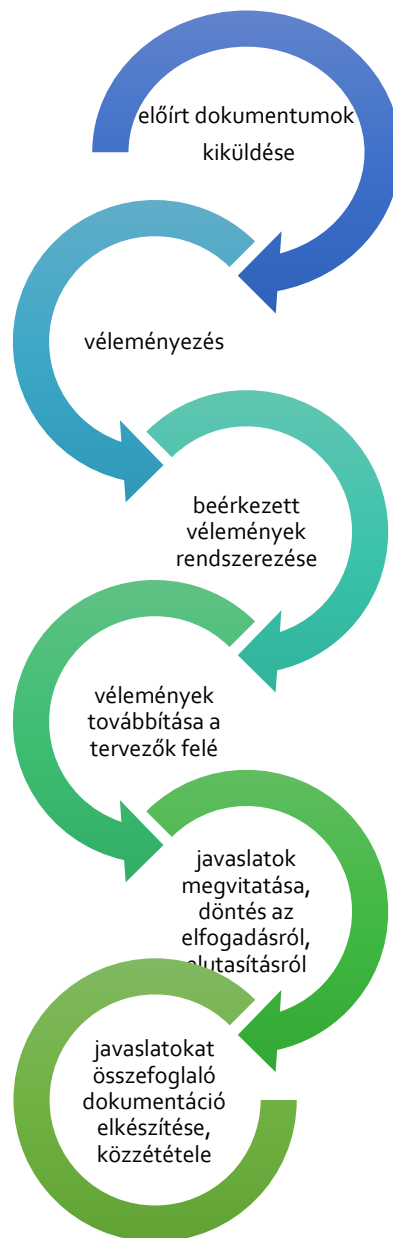 előírt dokumentumok
kiküldése
véleményezés
beérkezett
vélemények
rendszerezése
vélemények
továbbítása a
tervezők felé
javaslatok
megvitatása,
döntés az
elfogadásról,
elutasításról
javaslatokat
összefoglaló
dokumentáció
elkészítése,
közzététele